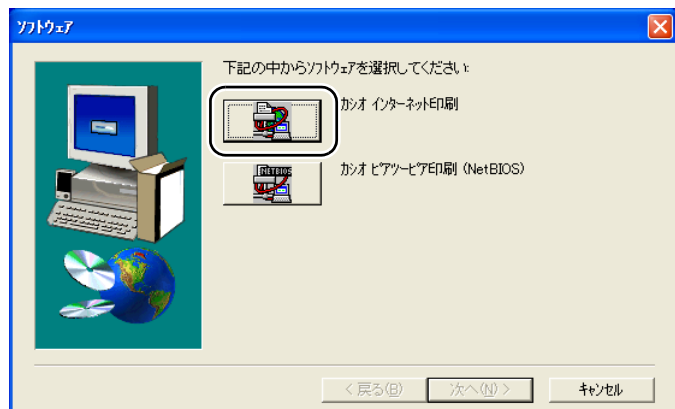 ソフトウェア
下記の中からソフトウェアを選択してください:
カシオ インターネット印刷
NETBIOS
カシオ ピアツーピア印刷 (NetBIOS)
< 戻る(B)
次へ(N) >
キャンセル